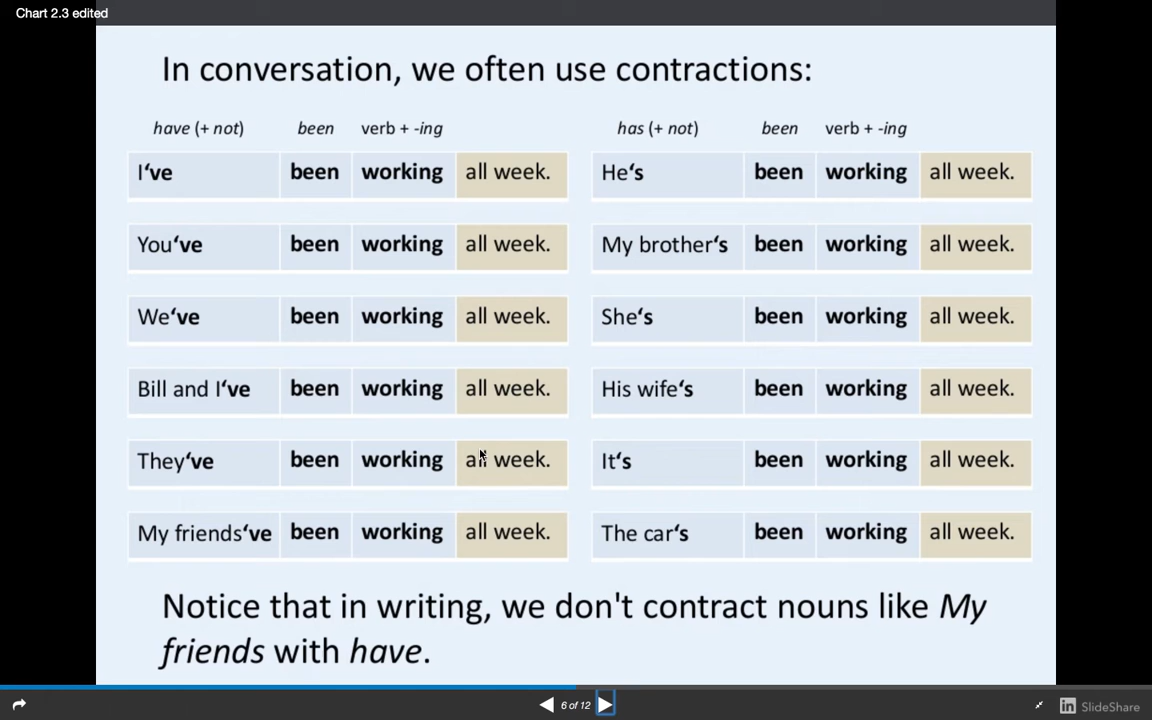 Chart 2.3 edited
In conversation, we often use contractions:
have (+ not) been verb + -ing has (+ not) been verb + -ing
I‘ve been working all week. He‘s been working all week.
You‘ve been working all week. My brother‘s been working all week.
We‘ve been working all week. She‘s been working all week.
Bill and I‘ve been working all week. His wife‘s been working all week.
They‘ve been working all week. It‘s been working all week.
My friends‘ve been working all week. The car‘s been working all week.
Notice that in writing, we don't contract nouns like My
friends with have.
6 of 12 in SlideShare